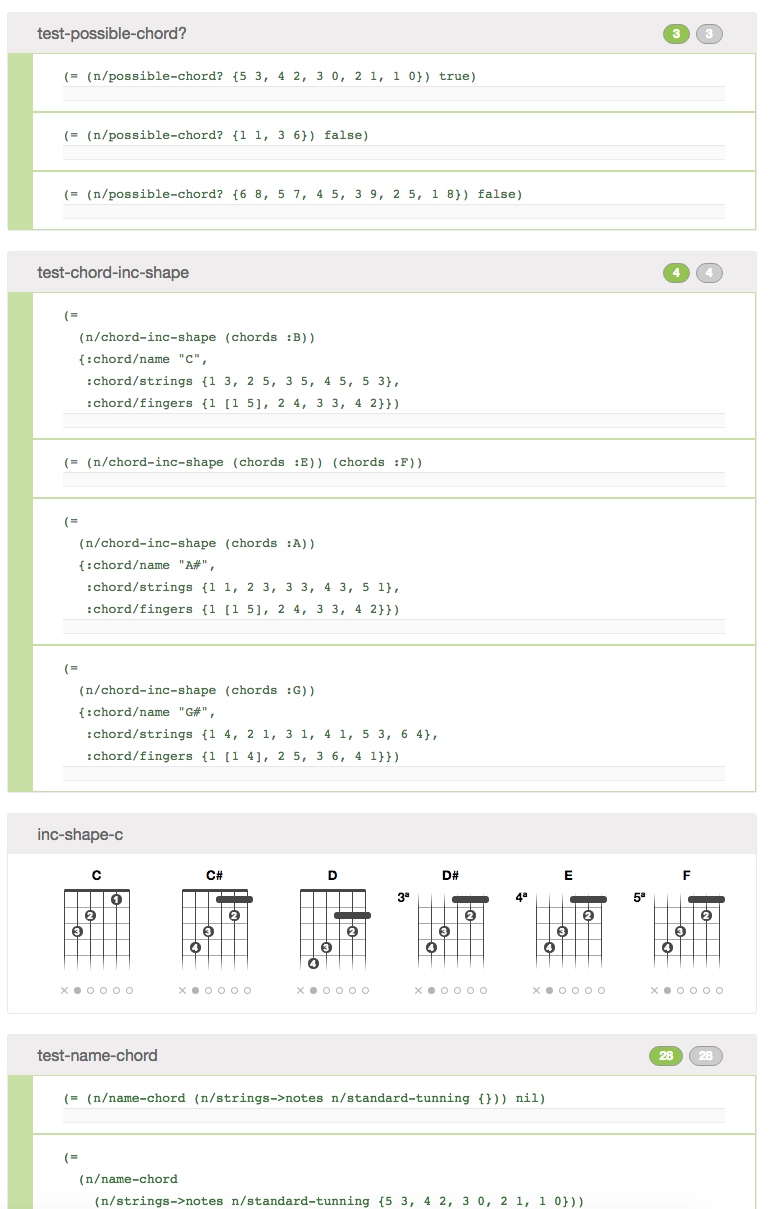 test-possible-chord?
3 3
(= (n/possible-chord? {5 3, 4 2, 3 0, 2 1, 1 0}) true)
(= (n/possible-chord? {1 1, 3 6}) false)
(= (n/possible-chord? {6 8, 5 7, 4 5, 3 9, 2 5, 1 8}) false)
test-chord-inc-shape
4 4
(=
(n/chord-inc-shape (chords :B))
{:chord/name "C",
:chord/strings {1 3, 2 5, 3 5, 4 5, 5 3},
:chord/fingers {1 [1 5], 2 4, 3 3, 4 2}})
(= (n/chord-inc-shape (chords :E)) (chords :F))
(=
(n/chord-inc-shape (chords :A))
{:chord/name "A#",
:chord/strings {1 1, 2 3, 3 3, 4 3, 5 1},
:chord/fingers {1 [1 5], 2 4, 3 3, 4 2}})
(=
(n/chord-inc-shape (chords :G))
{:chord/name "G#",
:chord/strings {1 4, 2 1, 3 1, 4 1, 5 3, 6 4},
:chord/fingers {1 [1 4], 2 5, 3 6, 4 1}})
inc-shape-c
C C# D D# E F
3ª 4ª 5ª
1
2 2 2 2 2
3 3 3 3 2
4 3 4 4 4
4
× × × × × ×
test-name-chord
28 28
(= (n/name-chord (n/strings->notes n/standard-tunning {})) nil)
(=
(n/name-chord
(n/strings->notes n/standard-tunning {5 3, 4 2, 3 0, 2 1, 1 0}))